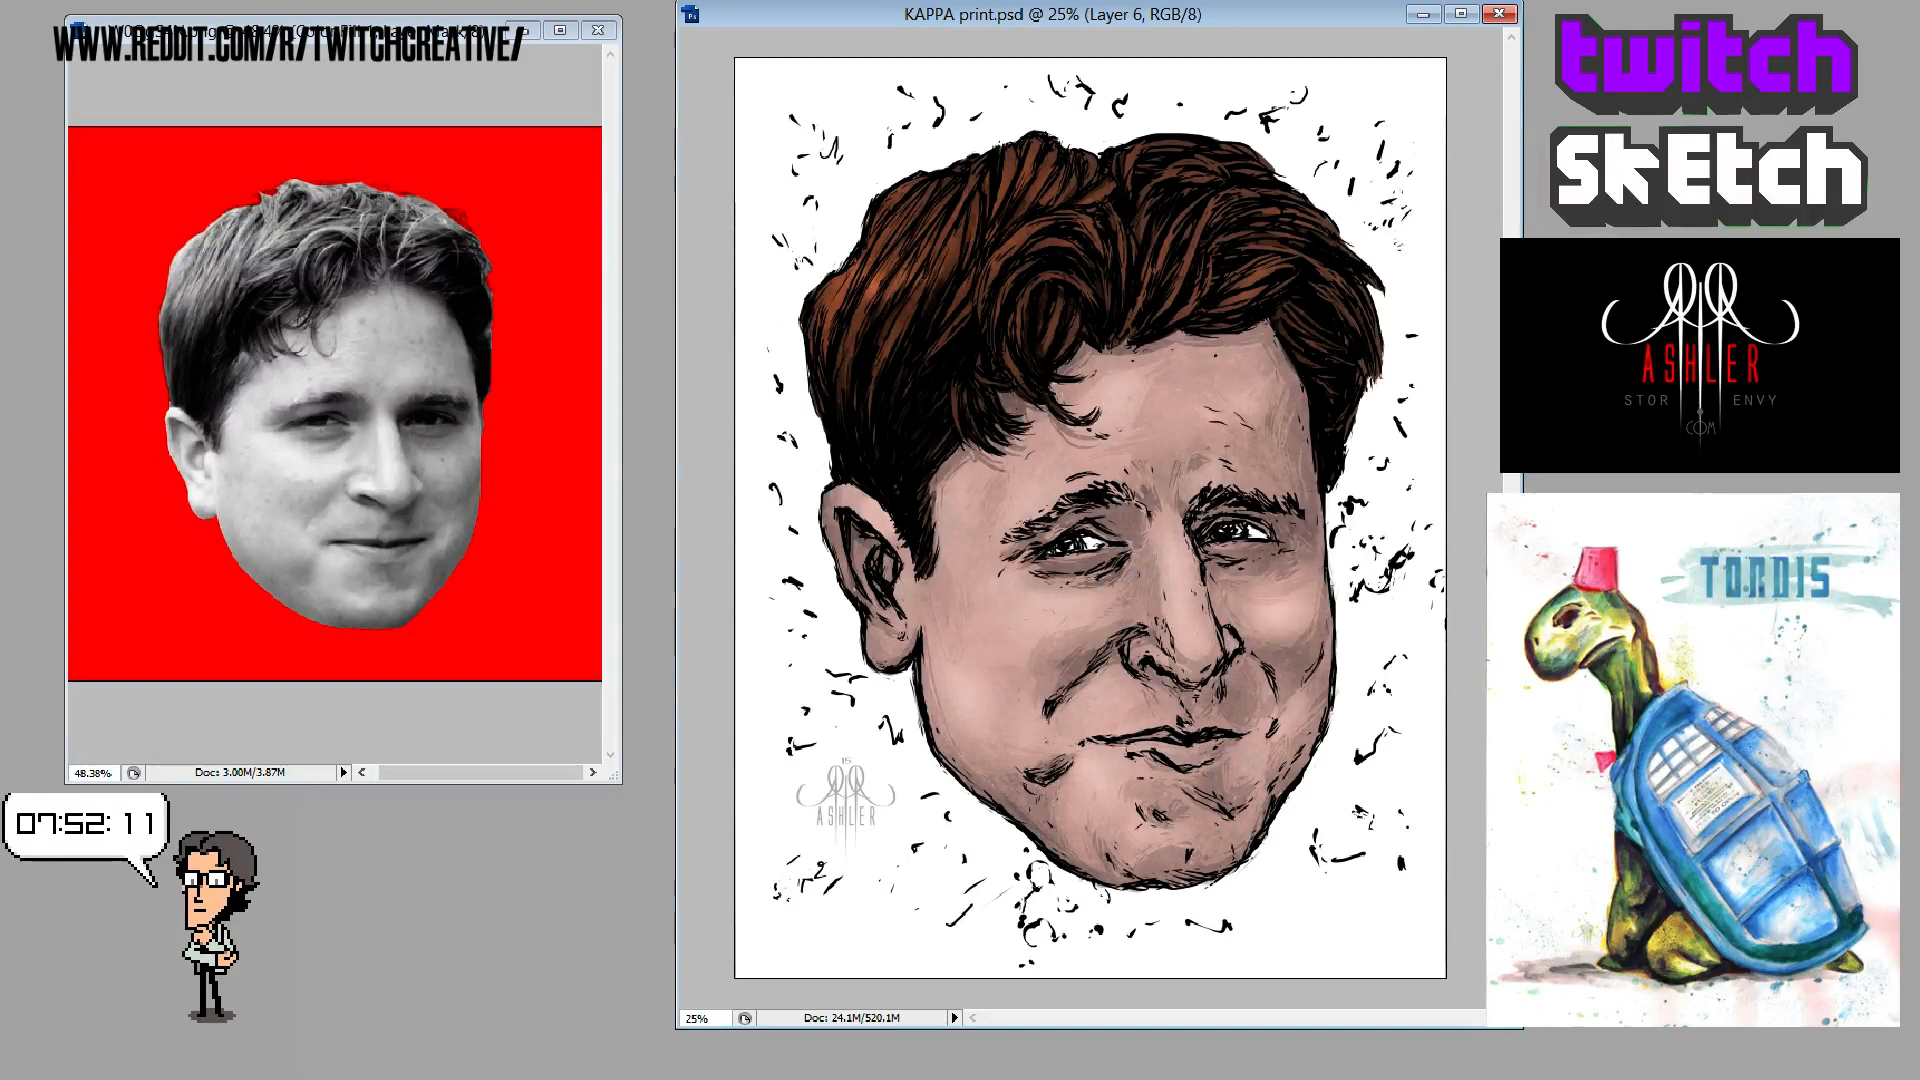 WWW.REDDIT.COM/R/TWITCHCREATIVE/
KAPPA print.psd @ 25% (Layer 6, RGB/8)
twitch
SkEtch
ASHLER
STOR ENVY
COM
TORDIS
15
ASHLER
48.38%
Doc: 3.00M/3.87M
07:52:11
25%
Doc: 24.1M/520.1M